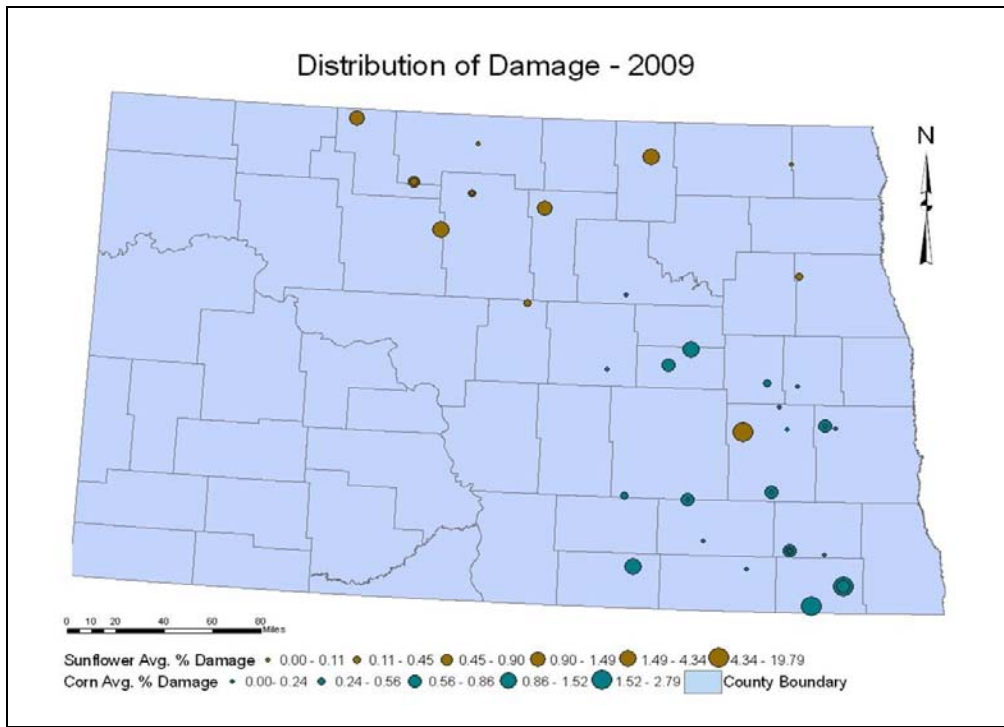 Distribution of Damage - 2009
N
0 10 20 40 60 80
Miles
Sunflower Avg. % Damage 0.00 - 0.11 0.11 - 0.45 0.45 - 0.90 0.90 - 1.49 1.49 - 4.34 4.34 - 19.79
Corn Avg. % Damage 0.00- 0.24 0.24 - 0.56 0.56 - 0.86 0.86 - 1.52 1.52 - 2.79 County Boundary